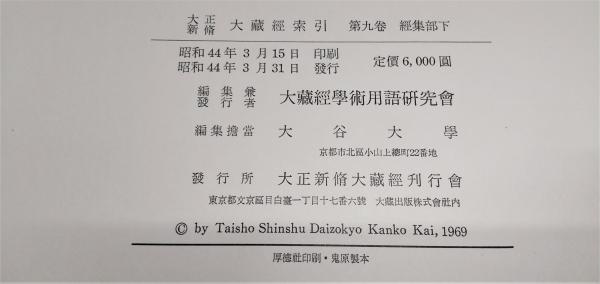 大正新脩 大藏經索引 第九卷 經集部下
昭和44年3月15日 印刷
昭和44年3月31日 發行
定價6,000圓
編集兼發行者 大藏經學術用語硏究會
編集擔當 大谷大學
京都市北區小山上總町22番地
發行所 大正新脩大藏經刊行會
東京都文京區目白臺一丁目十七番六號 大藏出版株式會社內
© by Taisho Shinshu Daizokyo Kanko Kai, 1969
厚德社印刷・鬼原製本